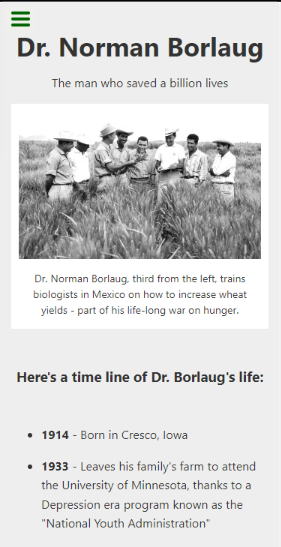 Dr. Norman Borlaug
The man who saved a billion lives
Dr. Norman Borlaug, third from the left, trains
biologists in Mexico on how to increase wheat
yields - part of his life-long war on hunger.
Here's a time line of Dr. Borlaug's life:
• 1914 - Born in Cresco, Iowa
• 1933 - Leaves his family's farm to attend
the University of Minnesota, thanks to a
Depression era program known as the
"National Youth Administration"